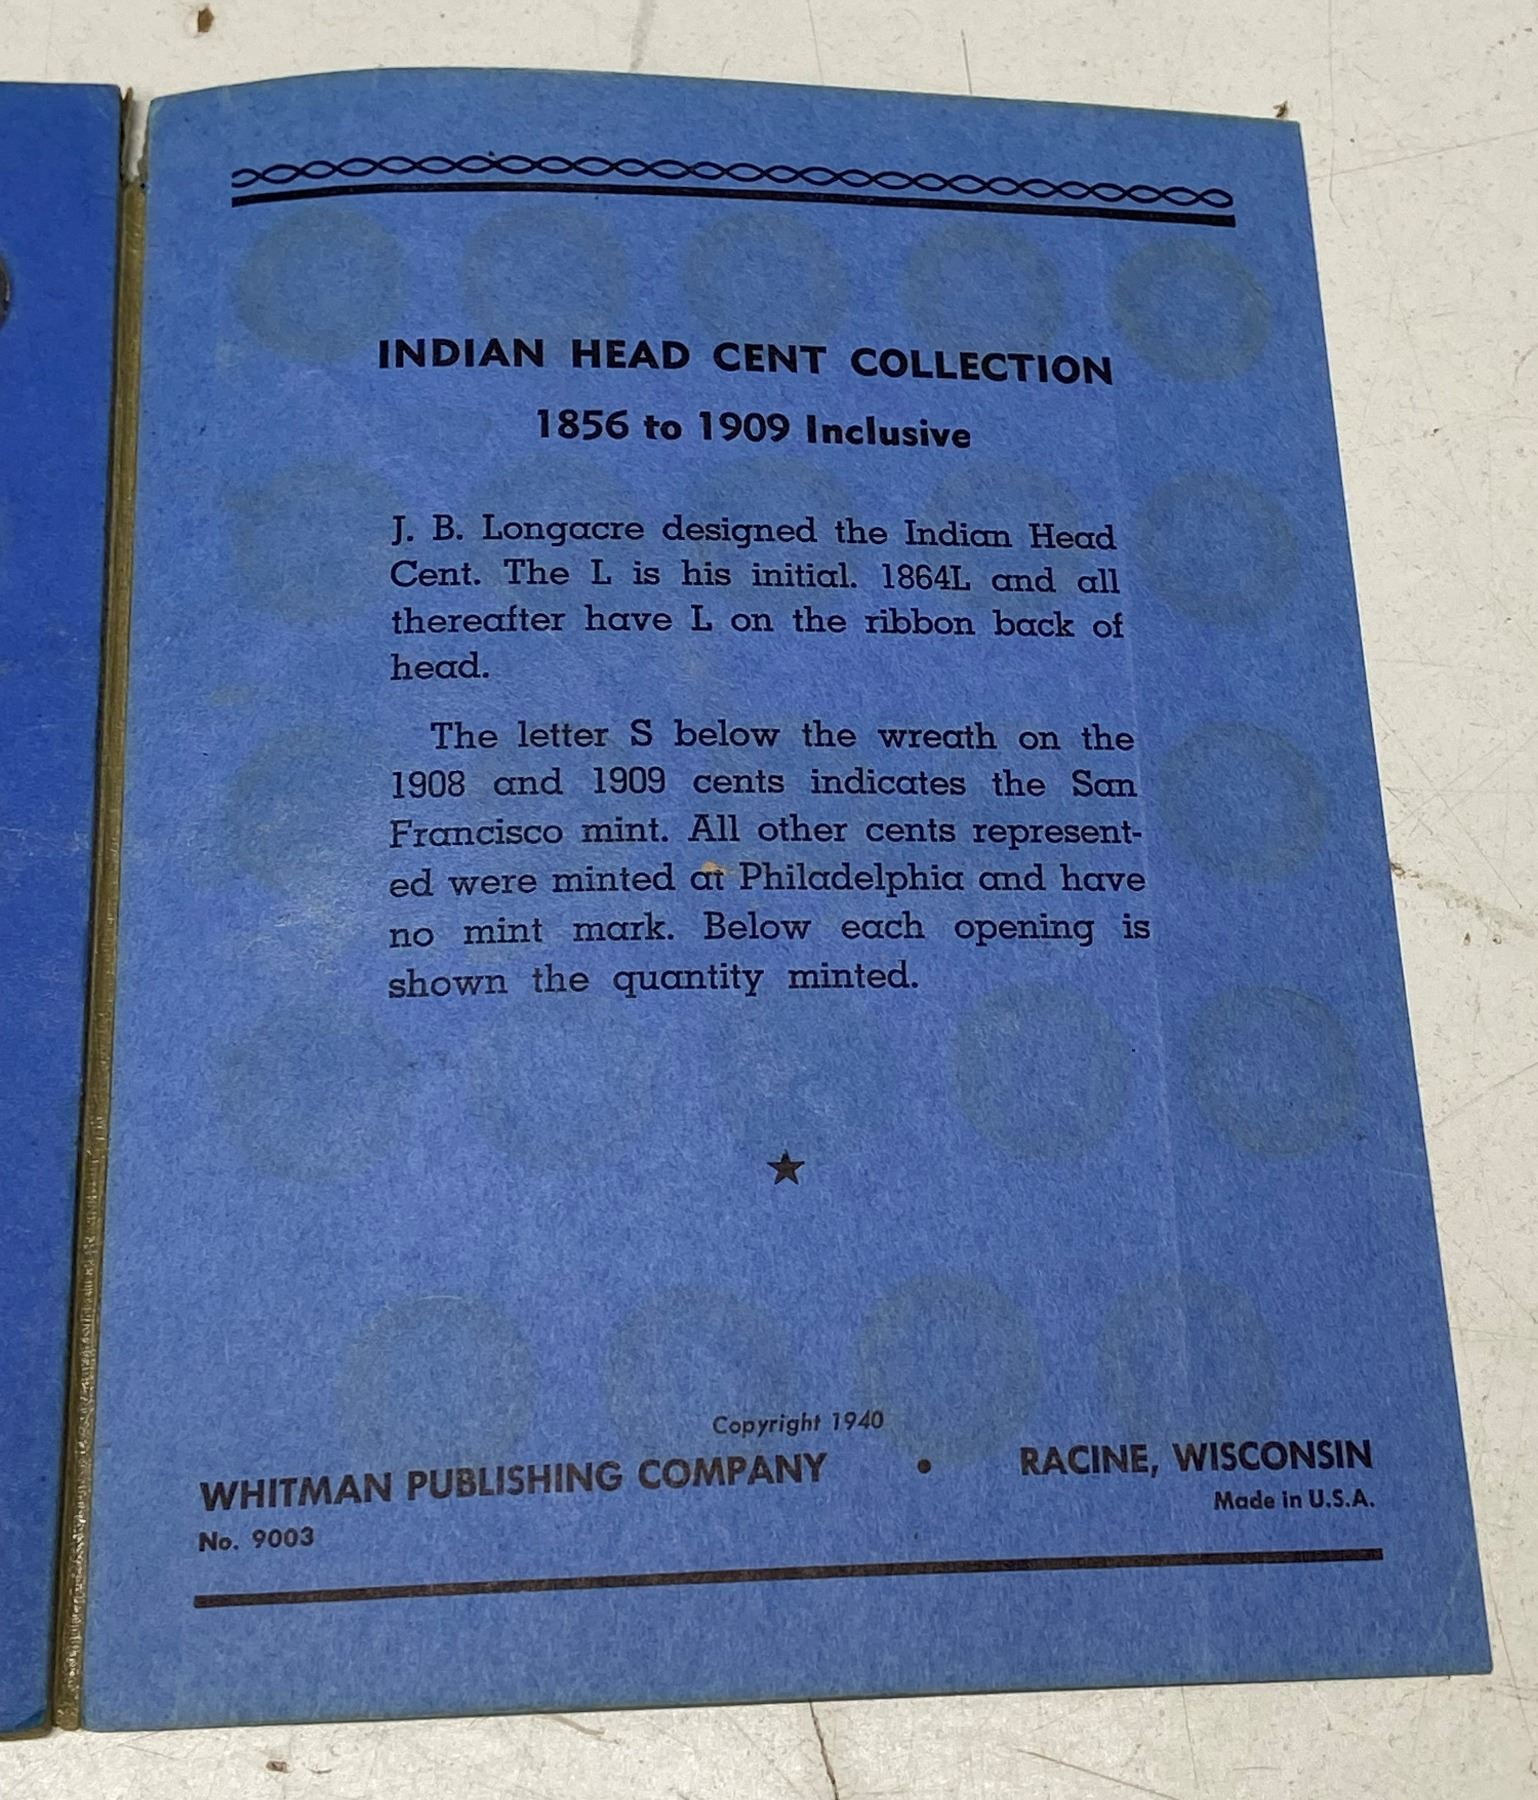 INDIAN HEAD CENT COLLECTION
1856 to 1909 Inclusive
J. B. Longacre designed the Indian Head
Cent. The L is his initial. 1864L and all
thereafter have L on the ribbon back of
head.
The letter S below the wreath on the
1908 and 1909 cents indicates the San
Francisco mint. All other cents represent-
ed were minted at Philadelphia and have
no mint mark. Below each opening is
shown the quantity minted.
Copyright 1940
WHITMAN PUBLISHING COMPANY • RACINE, WISCONSIN
No. 9003 Made in U.S.A.